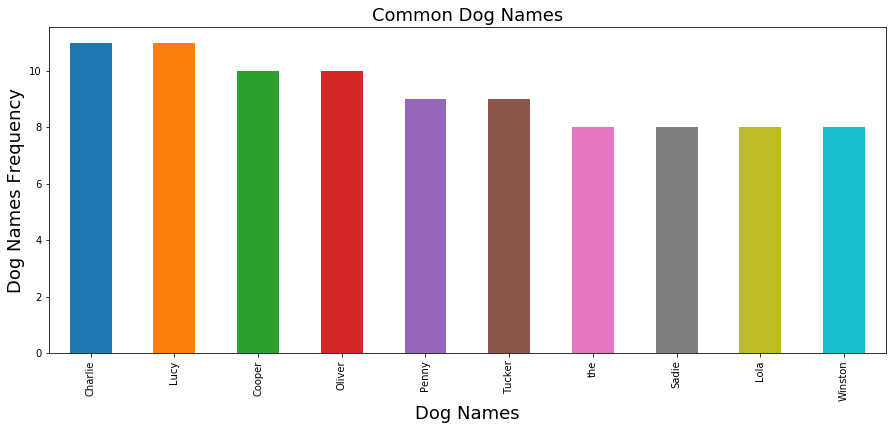 Common Dog Names
Dog Names Frequency
10
8
6
4
2
0
Charlie
Lucy
Cooper
Oliver
Penny
Tucker
the
Sadie
Lola
Winston
Dog Names